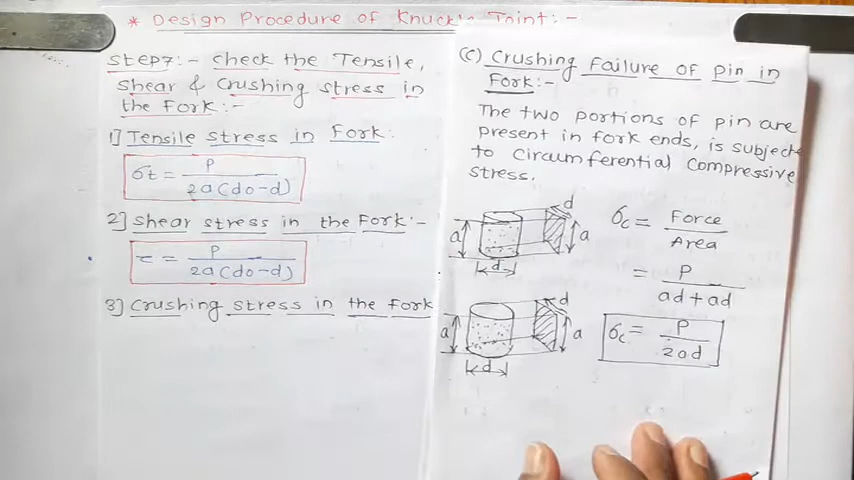 * Design Procedure of Knuckle Joint:-
Step7:- Check the Tensile,
Shear & Crushing stress in
the Fork:-
1] Tensile stress in Fork:
σt = P / 2a(do-d)
2] Shear stress in the Fork:-
τ = P / 2a(do-d)
3] Crushing stress in the Fork
(C) Crushing Failure of pin in
Fork:-
The two portions of pin are
present in fork ends, is subject
to Circumferential Compressive
stress.
d
a
a
d
σc = Force / Area
= P / ad+ad
d
a
a
d
σc = P / 2ad